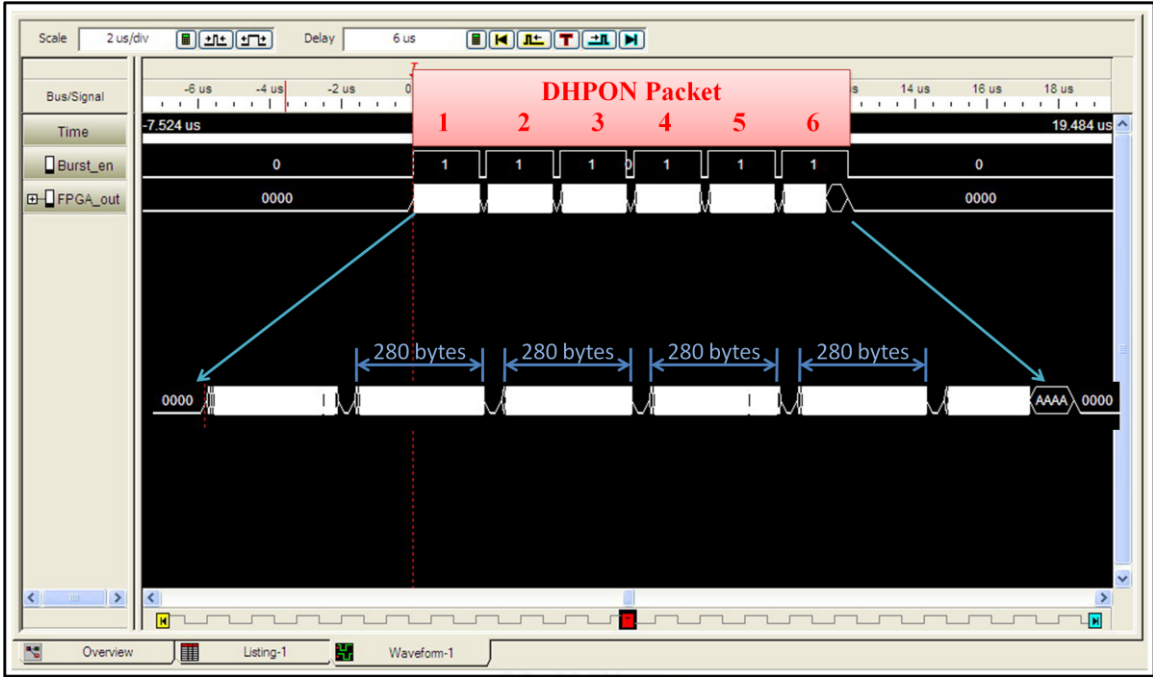 Scale 2 us/div Delay 6 us T
T
Bus/Signal -6 us -4 us -2 us 0 DHPON Packet s 14 us 16 us 18 us
1 2 3 4 5 6
Time -7.524 us 19.484 us
Burst_en 0 1 1 1 0 1 1 1 0
FPGA_out 0000 0000
280 bytes 280 bytes 280 bytes 280 bytes
0000 AAAA 0000
Overview Listing-1 Waveform-1